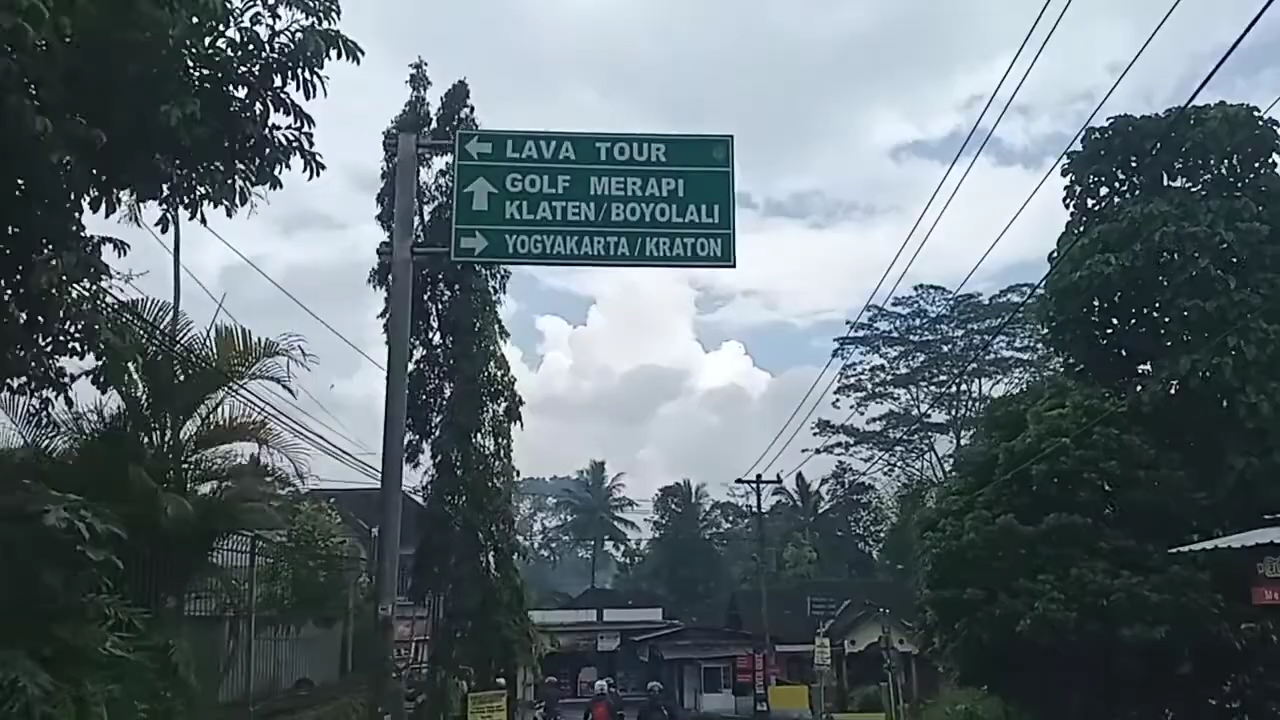 LAVA TOUR
GOLF MERAPI
KLATEN/BOYOLALI
YOGYAKARTA/KRATON